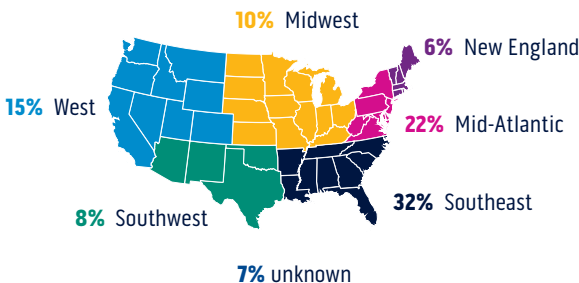 10% Midwest
6% New England
15% West
22% Mid-Atlantic
32% Southeast
8% Southwest
7% unknown